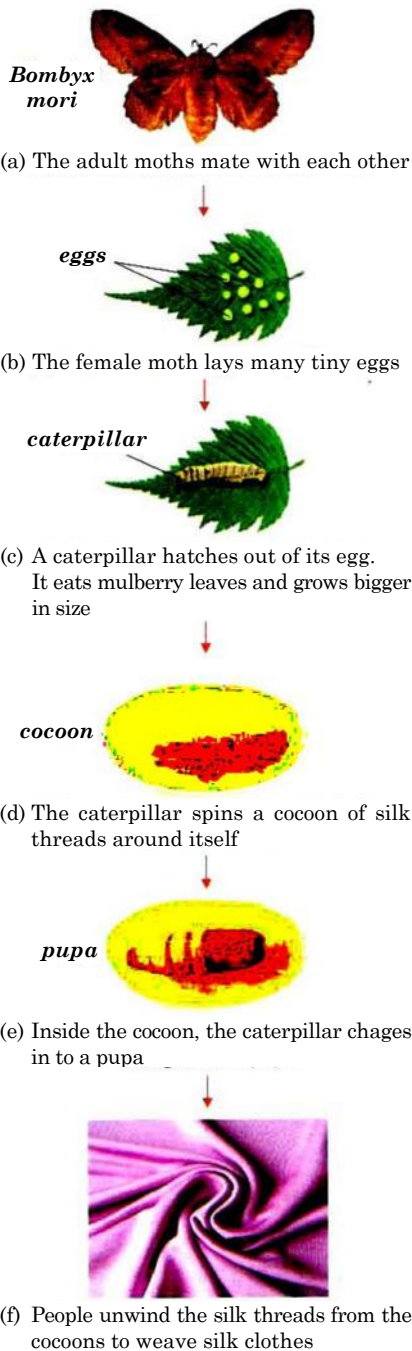 Bombyx
mori
(a) The adult moths mate with each other
eggs
(b) The female moth lays many tiny eggs
caterpillar
(c) A caterpillar hatches out of its egg.
It eats mulberry leaves and grows bigger
in size
cocoon
(d) The caterpillar spins a cocoon of silk
threads around itself
pupa
(e) Inside the cocoon, the caterpillar chages
in to a pupa
(f) People unwind the silk threads from the
cocoons to weave silk clothes